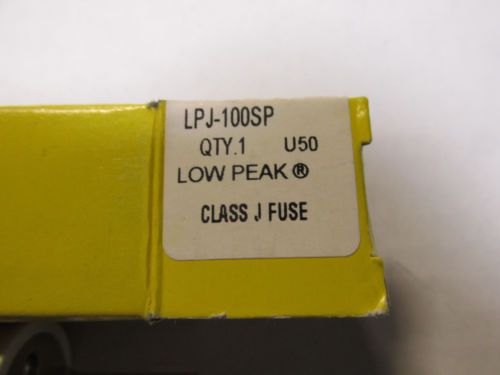 LPJ-100SP
QTY.1 U50
LOW PEAK ®
CLASS J FUSE